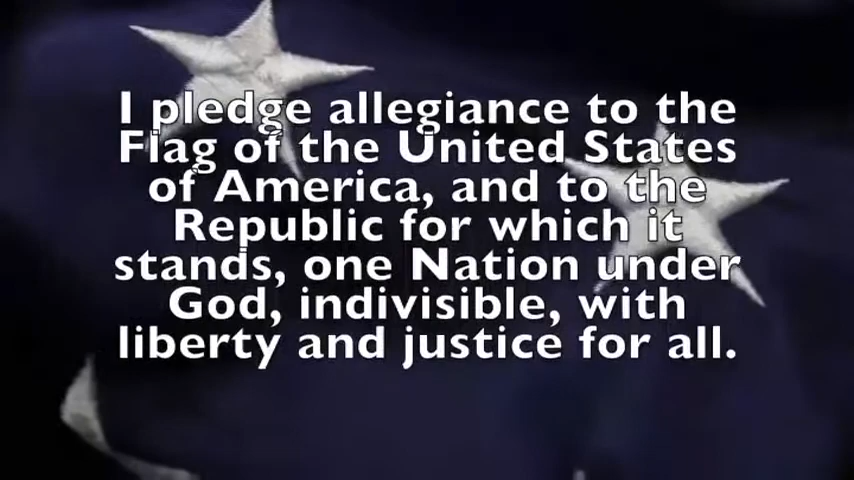 I pledge allegiance to the
Flag of the United States
of America, and to the
Republic for which it
stands, one Nation under
God, indivisible, with
liberty and justice for all.